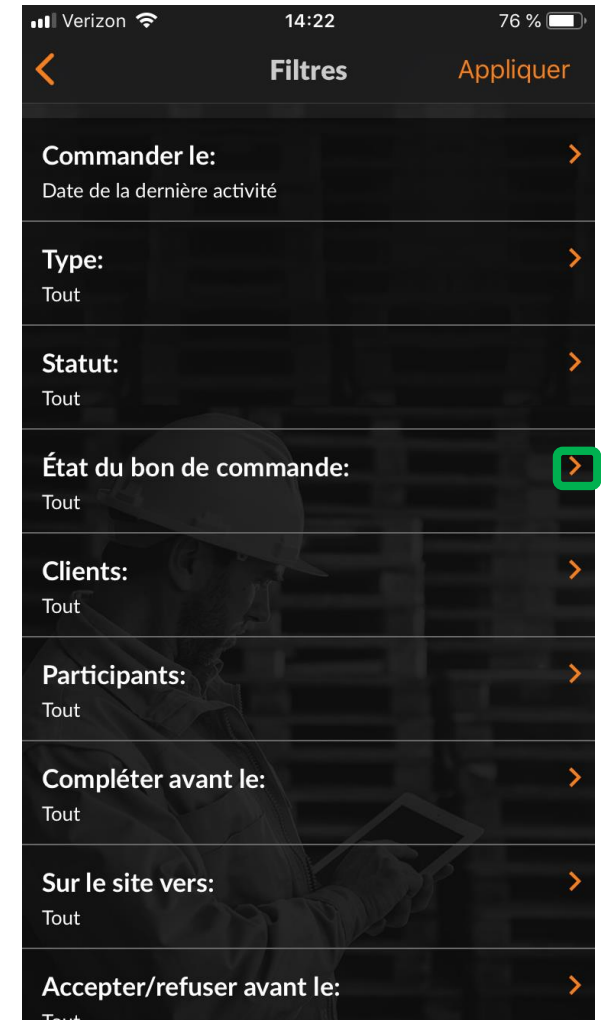 Verizon 14:22 76 %
Filtres Appliquer
Commander le:
Date de la dernière activité
Type:
Tout
Statut:
Tout
État du bon de commande:
Tout
Clients:
Tout
Participants:
Tout
Compléter avant le:
Tout
Sur le site vers:
Tout
Accepter/refuser avant le:
Tout